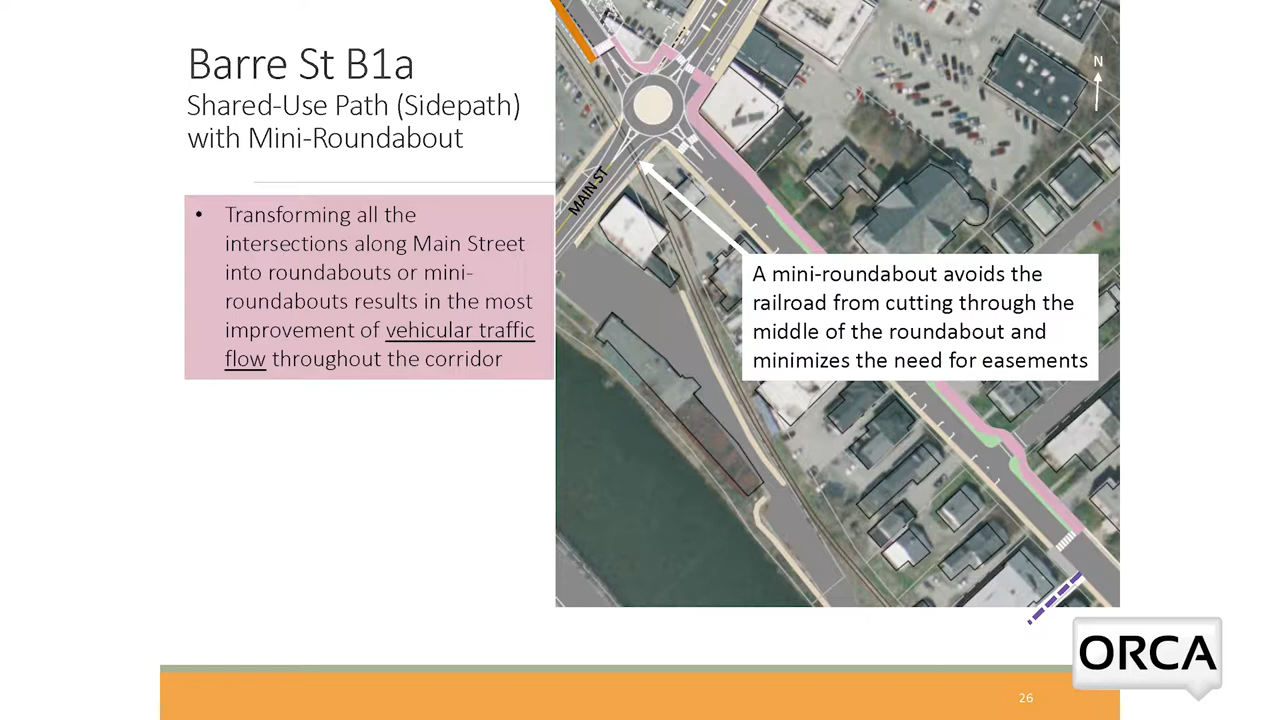 Barre St B1a
Shared-Use Path (Sidepath)
with Mini-Roundabout
• Transforming all the
intersections along Main Street
into roundabouts or mini-
roundabouts results in the most
improvement of vehicular traffic
flow throughout the corridor
N
MAIN ST
A mini-roundabout avoids the
railroad from cutting through the
middle of the roundabout and
minimizes the need for easements
ORCA
26